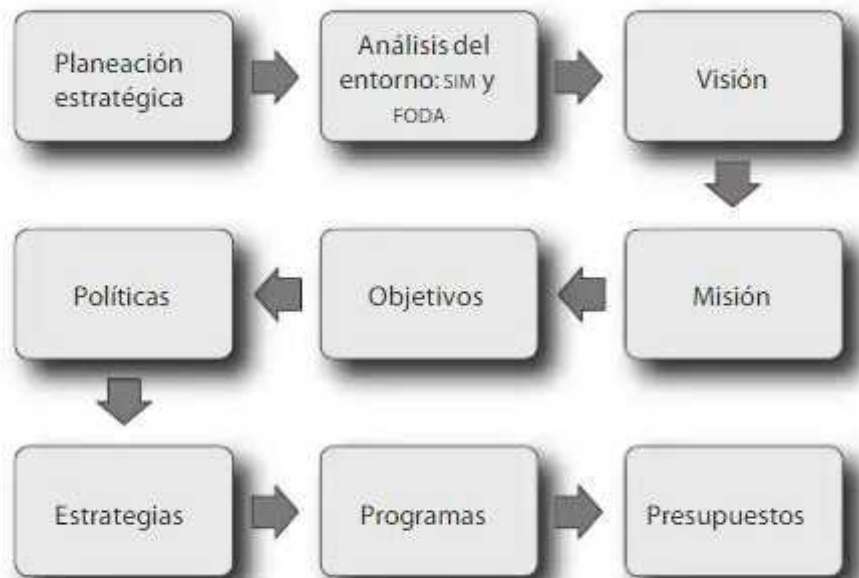 Planeación
estratégica
Análisis del
entorno: SIM y
FODA
Visión
Misión
Objetivos
Políticas
Estrategias
Programas
Presupuestos